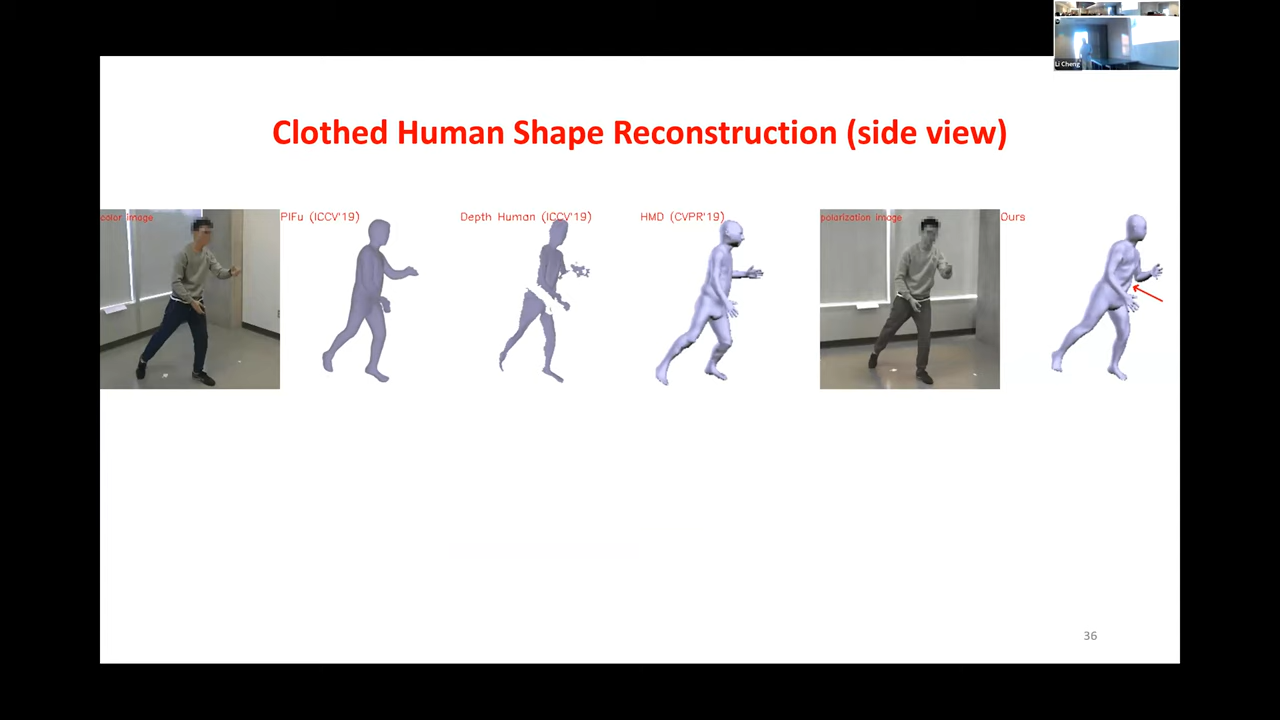 Li Cheng
Clothed Human Shape Reconstruction (side view)
color image
PIFu (ICCV'19)
Depth Human (ICCV'19)
HMD (CVPR'19)
polarization image
Ours
36